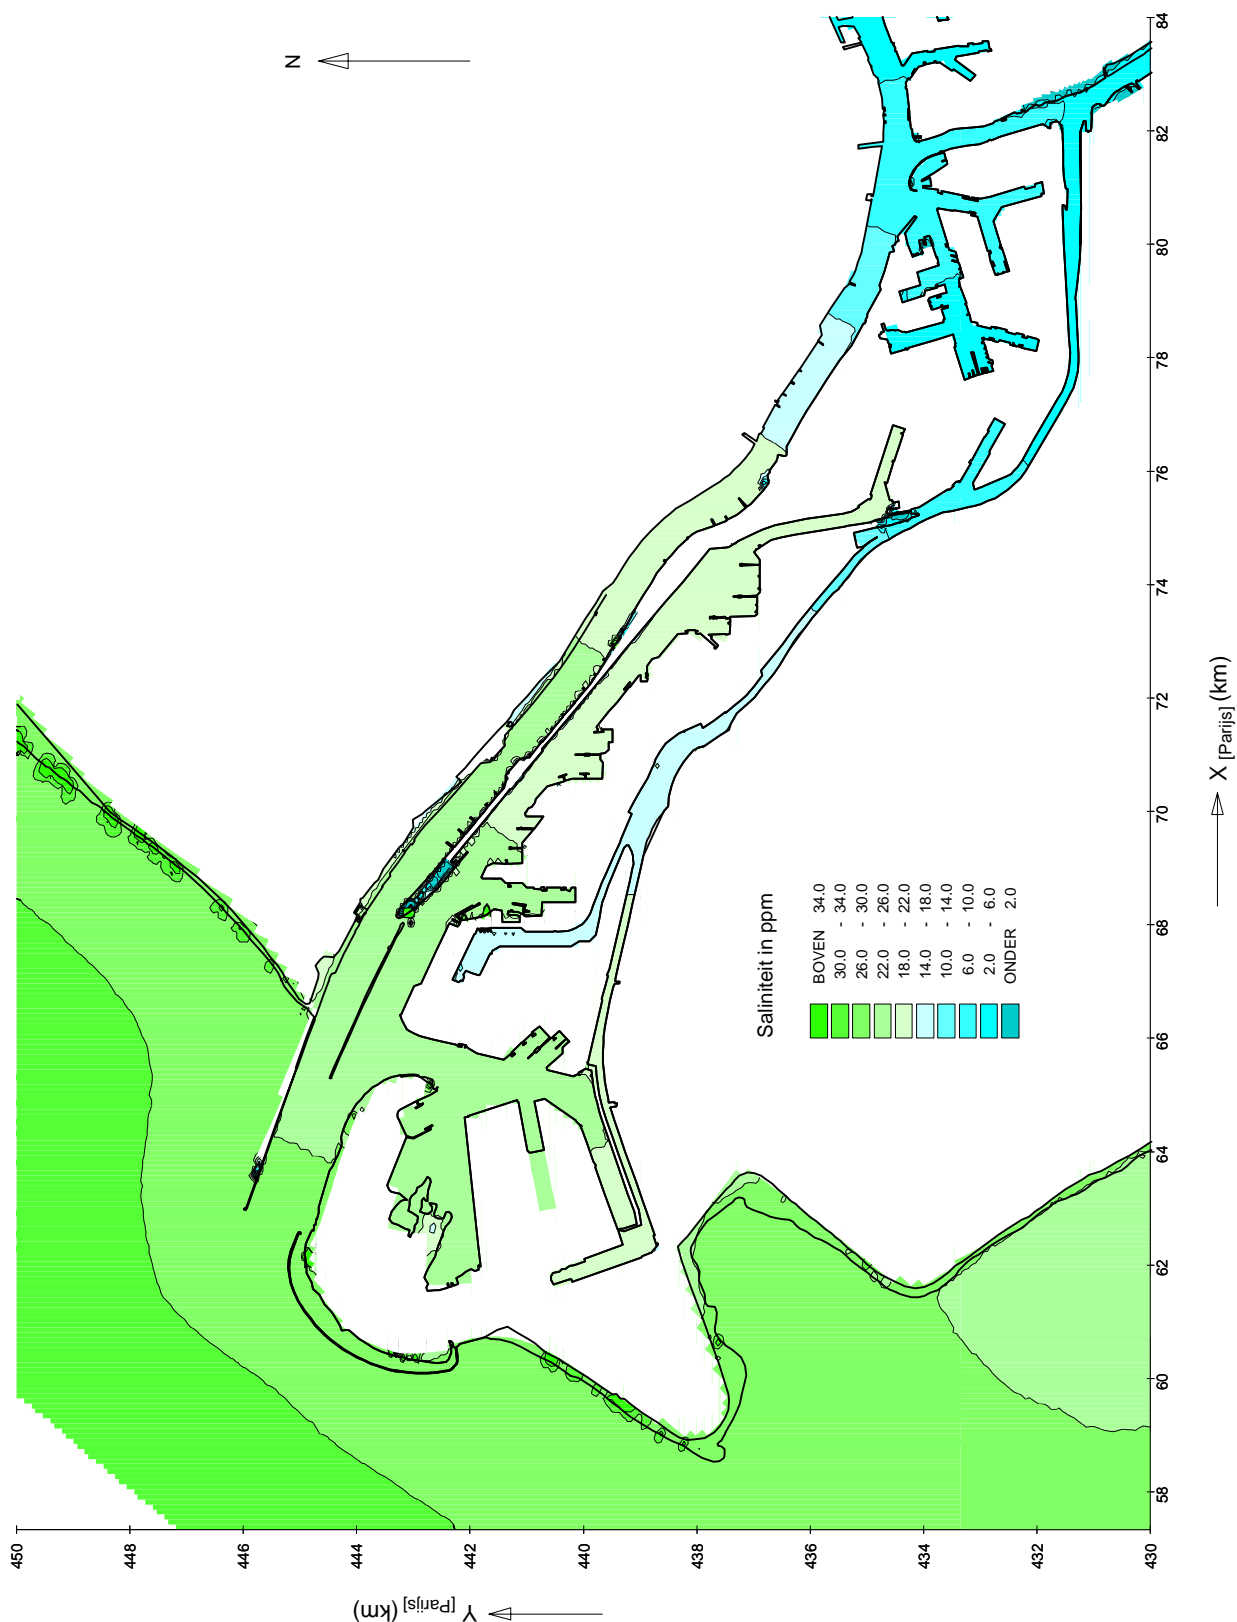 N
450
448
446
444
442
440
438
436
434
432
430
Y [Parijs] (km)
58
60
62
64
66
68
70
72
74
76
78
80
82
84
X [Parijs] (km)
Saliniteit in ppm
BOVEN 34.0
30.0 - 34.0
26.0 - 30.0
22.0 - 26.0
18.0 - 22.0
14.0 - 18.0
10.0 - 14.0
6.0 - 10.0
2.0 - 6.0
ONDER 2.0